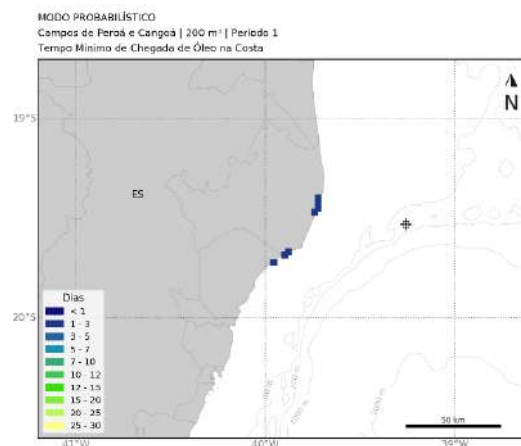 MODO PROBABILÍSTICO
Campos de Peroá e Cangoá | 200 m³ | Período 1
Tempo Mínimo de Chegada de Óleo na Costa
N
19°S
ES
20°S
Dias
< 1
1 - 3
3 - 5
5 - 7
7 - 10
10 - 12
12 - 15
15 - 20
20 - 25
25 - 30
50 km
41°W
40°W
39°W